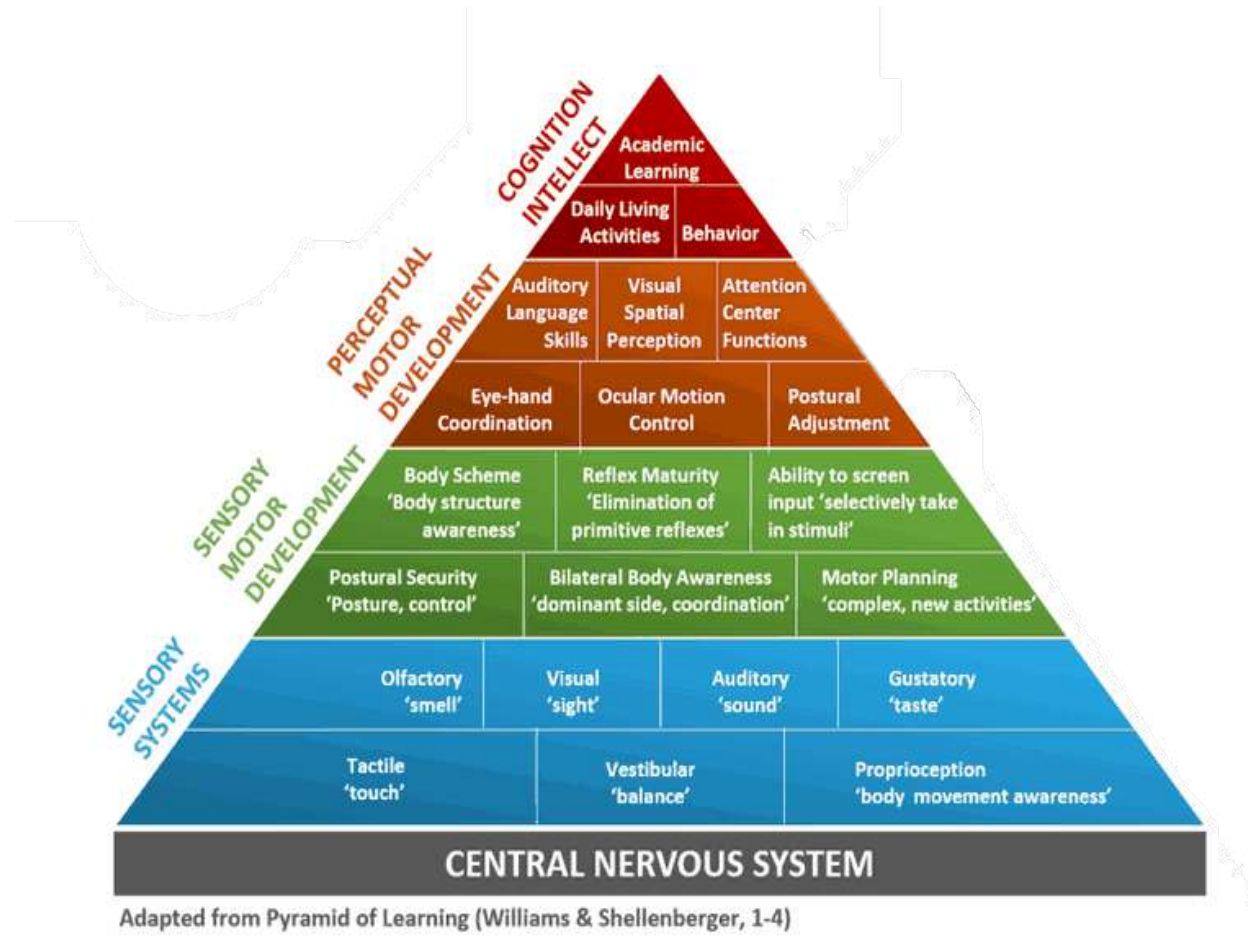 COGNITION
INTELLECT
Academic
Learning
Daily Living
Activities
Behavior
PERCEPTUAL
MOTOR
DEVELOPMENT
Auditory
Language
Skills
Visual
Spatial
Perception
Attention
Center
Functions
Eye-hand
Coordination
Ocular Motion
Control
Postural
Adjustment
SENSORY
MOTOR
DEVELOPMENT
Body Scheme
‘Body structure
awareness’
Reflex Maturity
‘Elimination of
primitive reflexes’
Ability to screen
input ‘selectively take
in stimuli’
Postural Security
‘Posture, control’
Bilateral Body Awareness
‘dominant side, coordination’
Motor Planning
‘complex, new activities’
SENSORY
SYSTEMS
Olfactory
‘smell’
Visual
‘sight’
Auditory
‘sound’
Gustatory
‘taste’
Tactile
‘touch’
Vestibular
‘balance’
Proprioception
‘body movement awareness’
CENTRAL NERVOUS SYSTEM
Adapted from Pyramid of Learning (Williams & Shellenberger, 1-4)